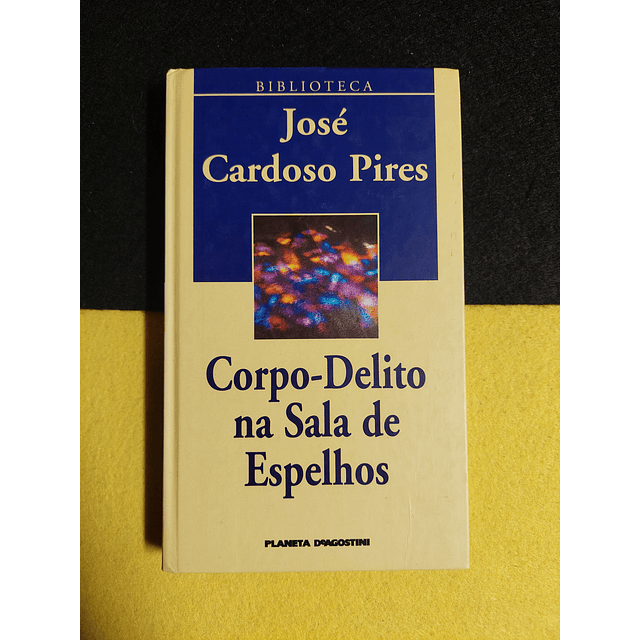 BIBLIOTECA
José
Cardoso Pires
Corpo-Delito
na Sala de
Espelhos
PLANETA DEAGOSTINI